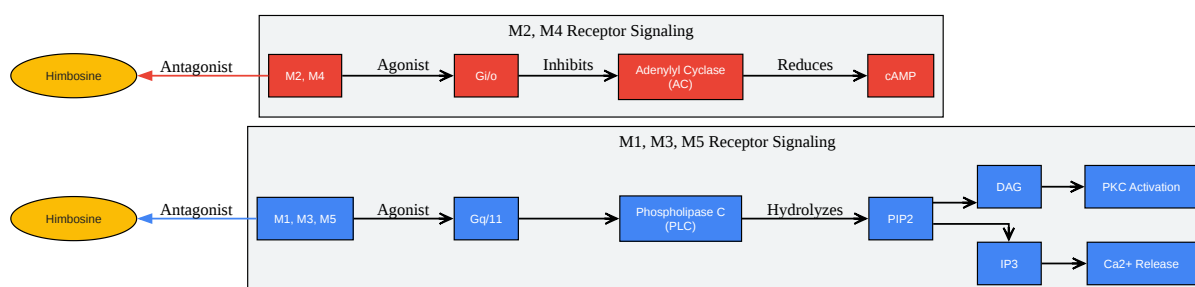 M2, M4 Receptor Signaling
Himbosine
Antagonist
M2, M4
Agonist
Gi/o
Inhibits
Adenylyl Cyclase
(AC)
Reduces
cAMP
M1, M3, M5 Receptor Signaling
Himbosine
Antagonist
M1, M3, M5
Agonist
Gq/11
Phospholipase C
(PLC)
Hydrolyzes
PIP2
DAG
PKC Activation
IP3
Ca2+ Release